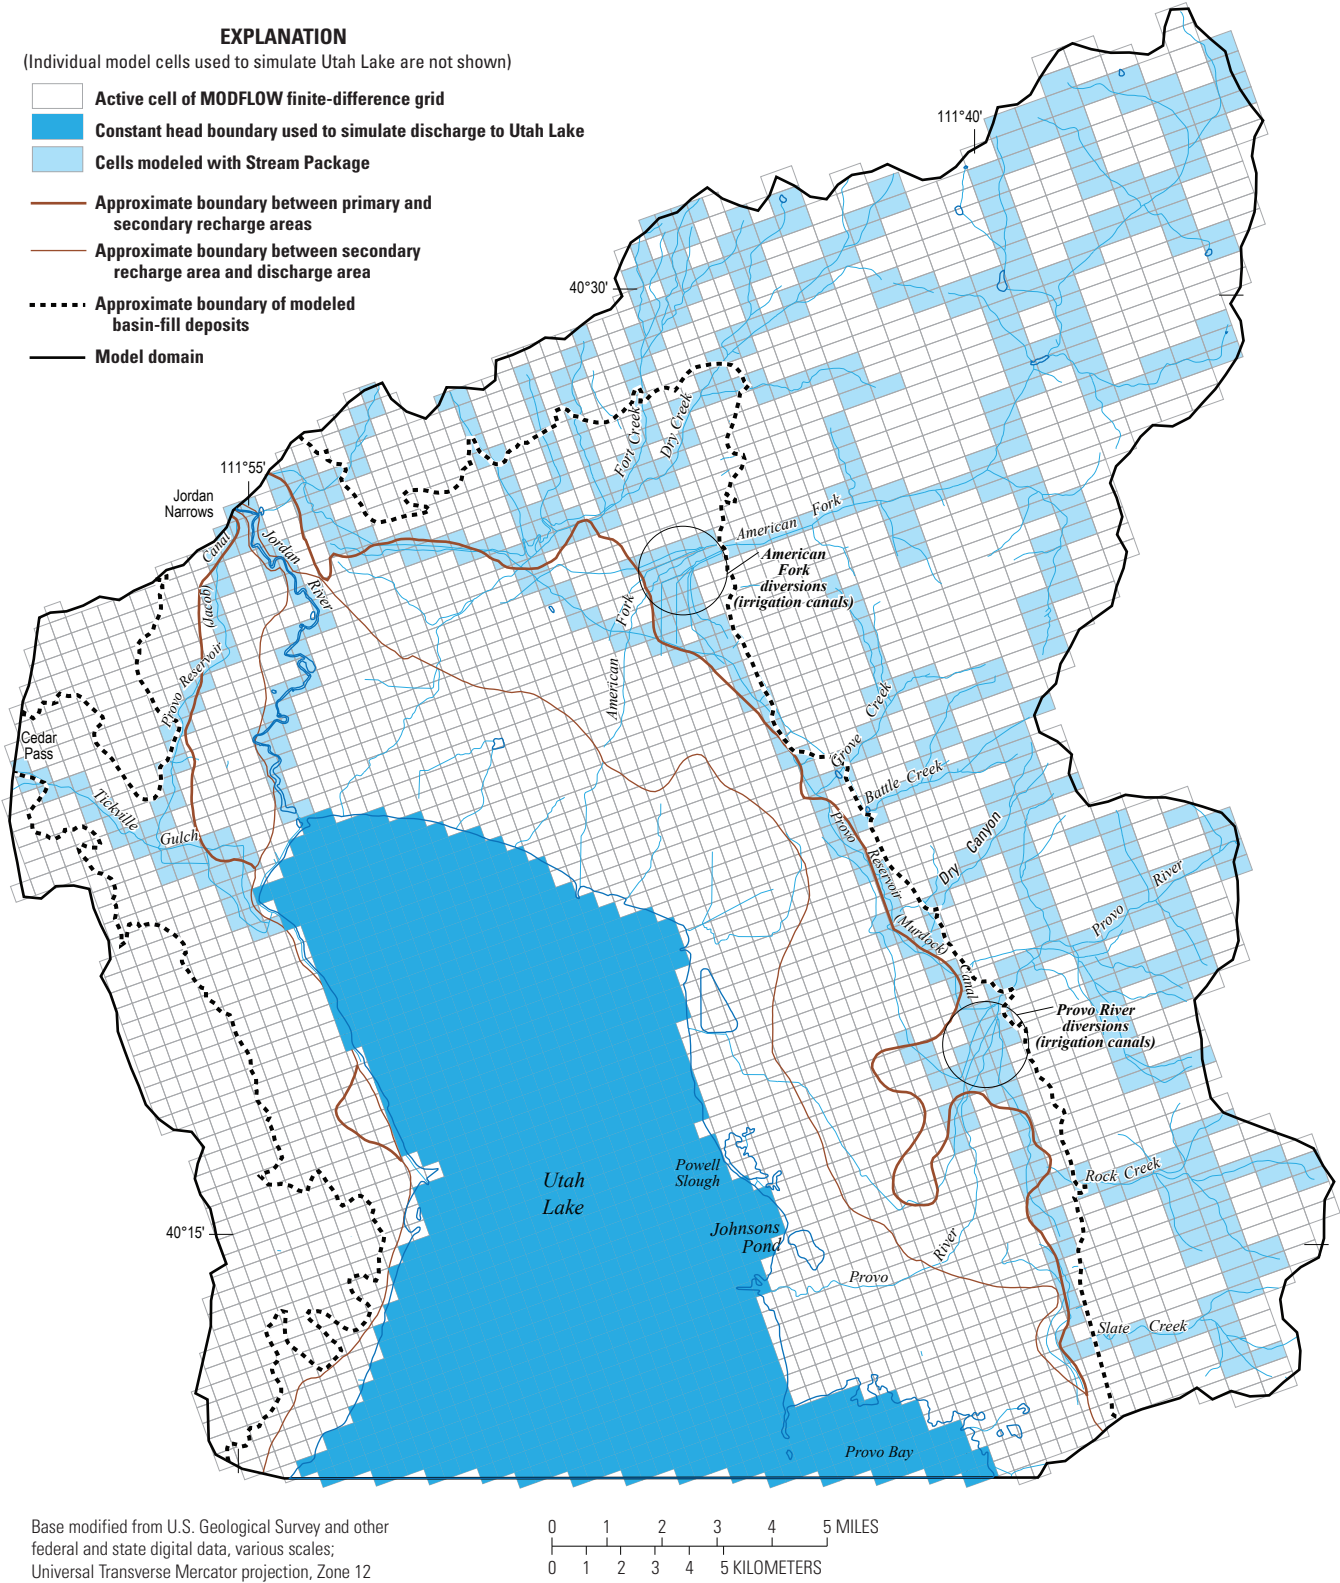 EXPLANATION
(Individual model cells used to simulate Utah Lake are not shown)
Active cell of MODFLOW finite-difference grid
Constant head boundary used to simulate discharge to Utah Lake
Cells modeled with Stream Package
Approximate boundary between primary and
secondary recharge areas
Approximate boundary between secondary
recharge area and discharge area
Approximate boundary of modeled
basin-fill deposits
Model domain
111°40'
40°30'
111°55'
Jordan
Narrows
Canal
(Jacob)
Provo Reservoir
Jordan
River
Fort Creek
Dry Creek
American Fork
American
Fork
diversions
(irrigation canals)
American Fork
Cedar
Pass
Tickville
Gulch
Grove Creek
Battle Creek
Dry Canyon
Provo
Reservoir
(Murdock)
Canal
Provo River
Provo River
diversions
(irrigation canals)
Utah
Lake
Powell
Slough
Johnsons
Pond
Rock Creek
40°15'
Provo River
Slate Creek
Provo Bay
Base modified from U.S. Geological Survey and other
federal and state digital data, various scales;
Universal Transverse Mercator projection, Zone 12
0 1 2 3 4 5 MILES
0 1 2 3 4 5 KILOMETERS